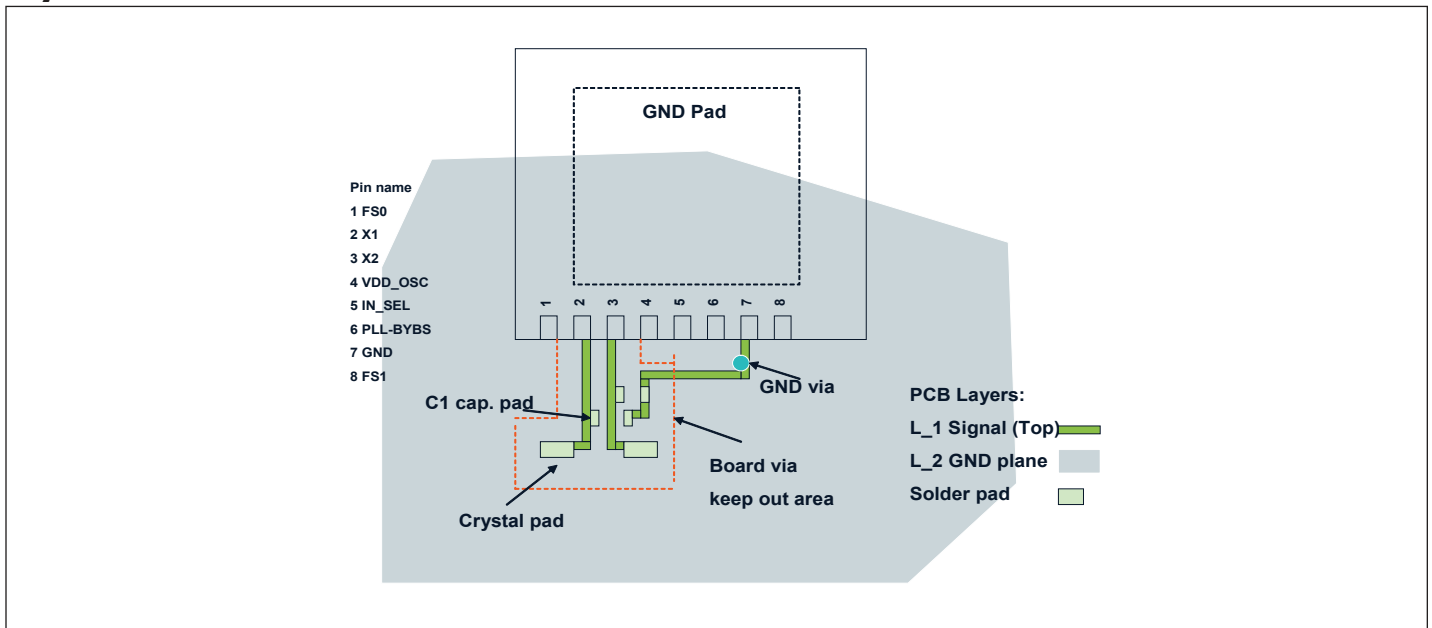 GND Pad
Pin name
1 FS0
2 X1
3 X2
4 VDD_OSC
5 IN_SEL
6 PLL-BYBS
7 GND
8 FS1
1
2
3
4
5
6
7
8
C1 cap. pad
GND via
Board via
keep out area
Crystal pad
PCB Layers:
L_1 Signal (Top)
L_2 GND plane
Solder pad